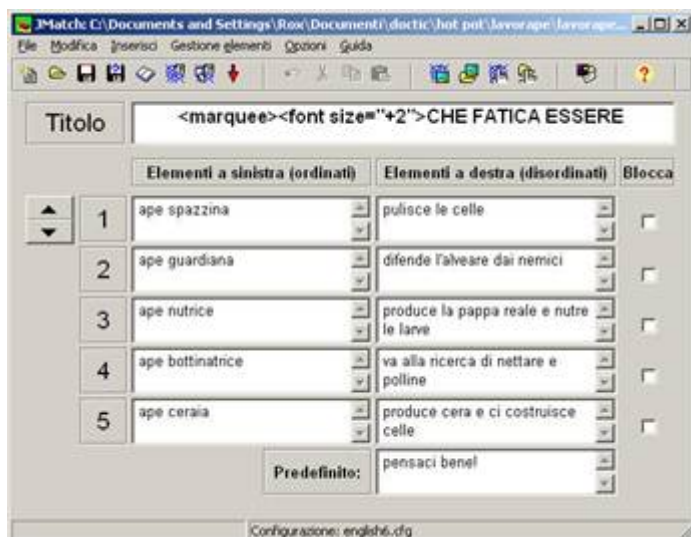 JMatch: C:\Documents and Settings\Rox\Documenti\doctic\hot pot\lavorape\lavorape...
File Modifica Inserisci Gestione elementi Opzioni Guida
Titolo
<marquee><font size="+2">CHE FATICA ESSERE
Elementi a sinistra (ordinati) Elementi a destra (disordinati) Blocca
1 ape spazzina pulisce le celle
2 ape guardiana difende l'alveare dai nemici
3 ape nutrice produce la pappa reale e nutre
le larve
4 ape bottinatrice va alla ricerca di nettare e
polline
5 ape ceraia produce cera e ci costruisce
celle
Predefinito: pensaci bene!
Configurazione: english6.cfg